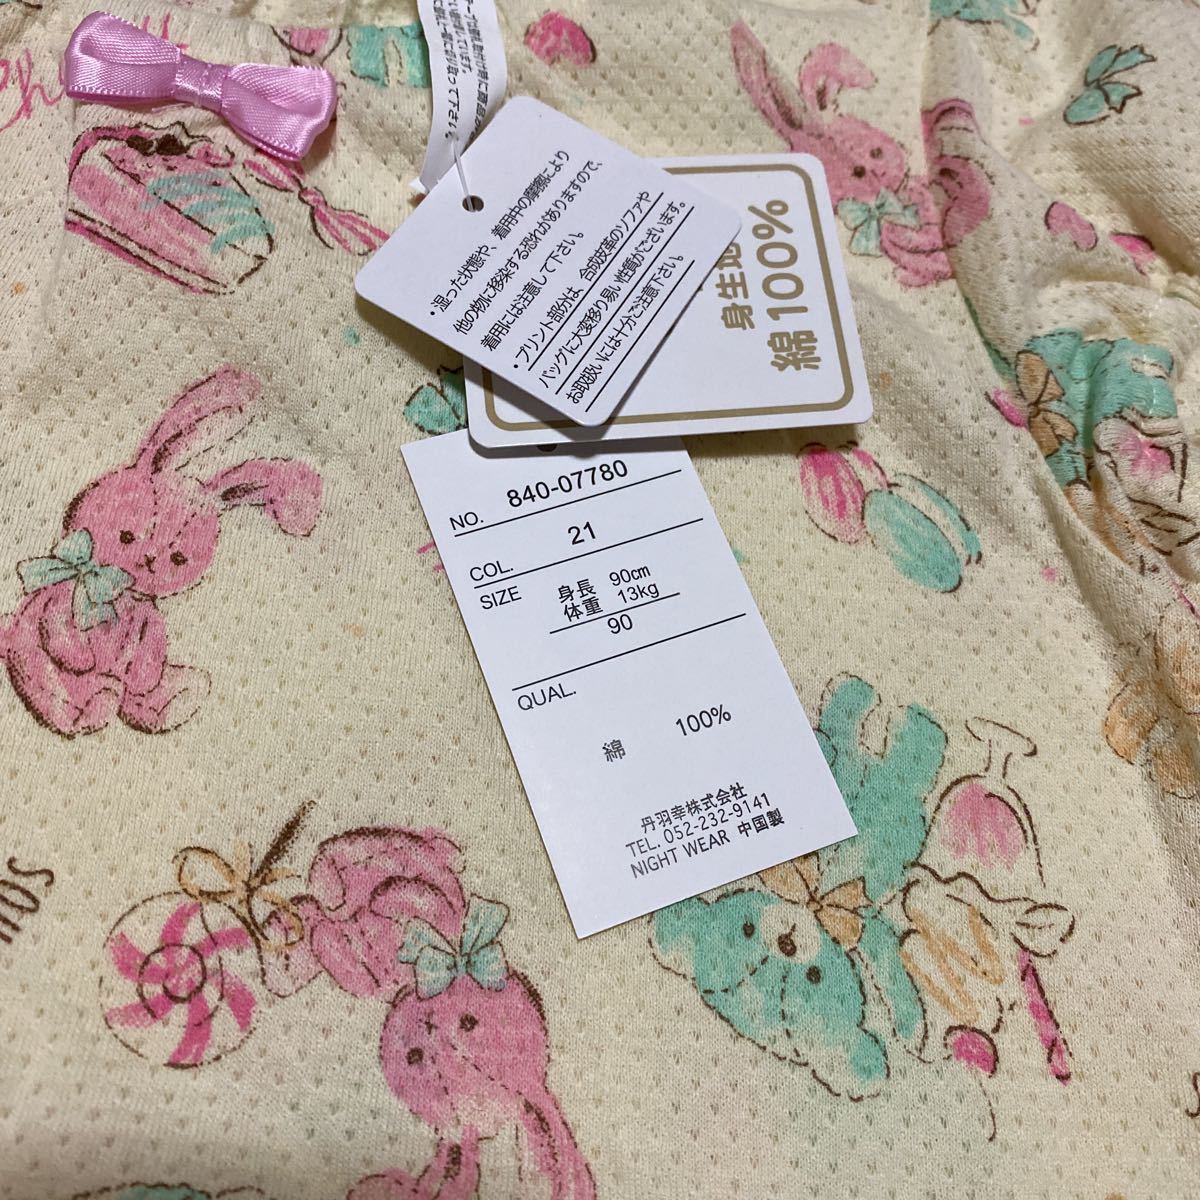 ・湿った状態や、着用中の摩擦により
他の物に移染する恐れがありますので、
着用には注意して下さい。
・プリント部分は、合成皮革のソファや
バッグに大変移り易い性質がございます。
お取扱いには十分ご注意下さい。
身生地
綿100%
NO. 840-07780
COL. 21
SIZE 身長 90cm
体重 13kg
90
QUAL.
綿 100%
丹羽幸株式会社
TEL. 052-232-9141
NIGHT WEAR 中国製